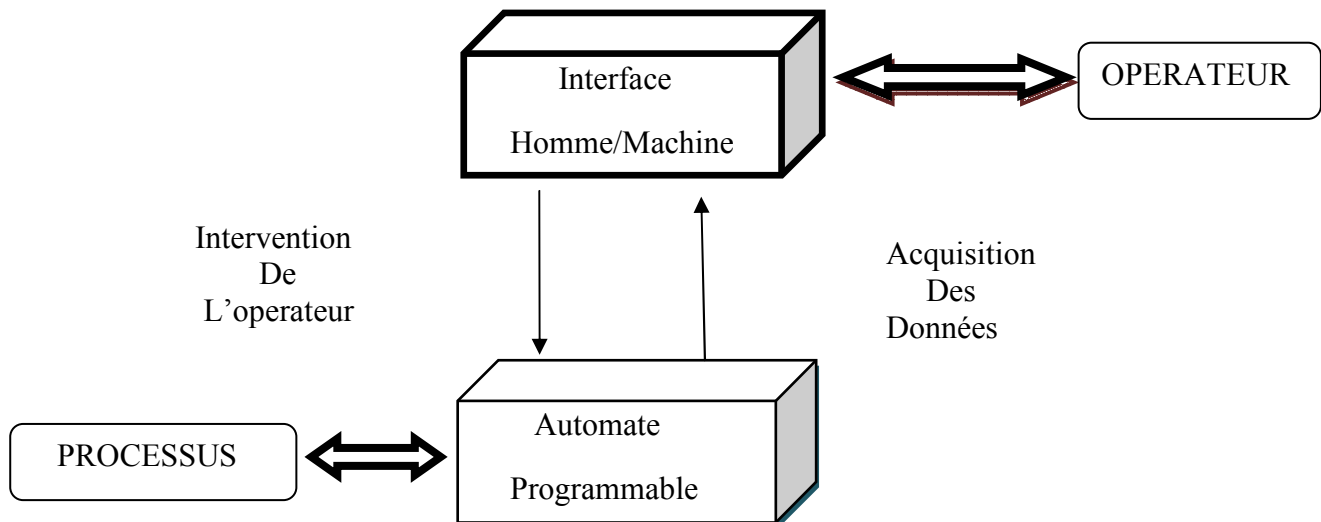 Interface
Homme/Machine
OPERATEUR
Intervention
De
L’operateur
Acquisition
Des
Données
PROCESSUS
Automate
Programmable